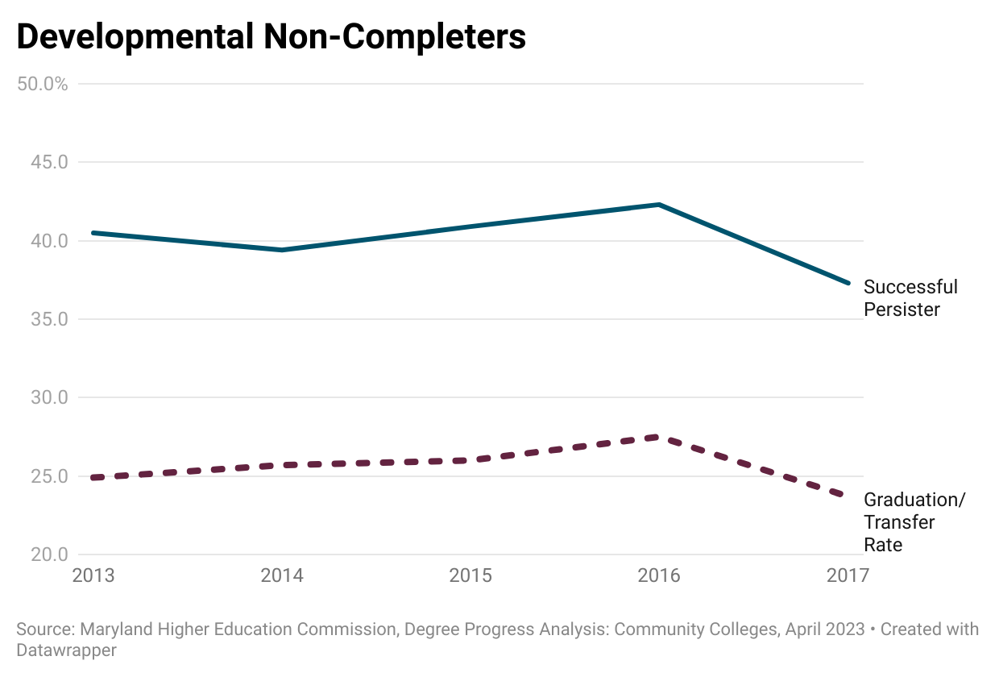 Developmental Non-Completers
50.0%
45.0
40.0
35.0
30.0
25.0
20.0
Successful
Persister
Graduation/
Transfer
Rate
2013
2014
2015
2016
2017
Source: Maryland Higher Education Commission, Degree Progress Analysis: Community Colleges, April 2023 • Created with
Datawrapper